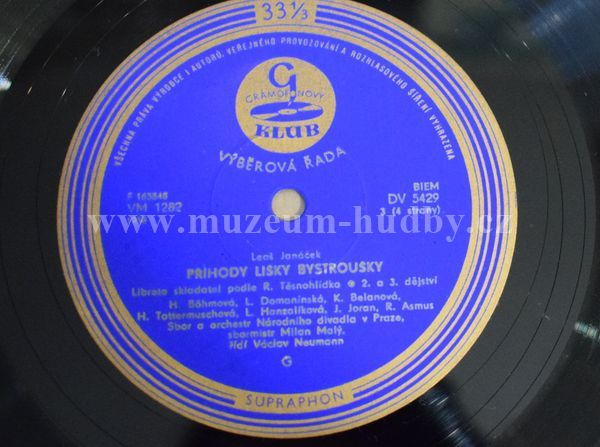 33⅓
VŠECHNA PRÁVA VÝROBCE I AUTORŮ, VEŘEJNÉHO PROVOZOVÁNÍ A ROZHLASOVÉHO ŠÍŘENÍ VYHRAZENA
G
GRAMOFONOVÝ
KLUB
VÝBĚROVÁ ŘADA
VM 1282
BIEM
DV 5429
3 (4 strany)
www.muzeum-hudby.cz
Leoš Janáček
PŘÍHODY LIŠKY BYSTROUŠKY
Libreto skladatel podle R. Těsnohlídka ● 2. a 3. dějství
H. Böhmová, L. Domanínská, K. Belanová,
H. Tattermuschová, L. Hanzalíková, J. Joran, R. Asmus
Sbor a orchestr Národního divadla v Praze,
sbormistr Milan Malý,
řídí Václav Neumann
G
SUPRAPHON